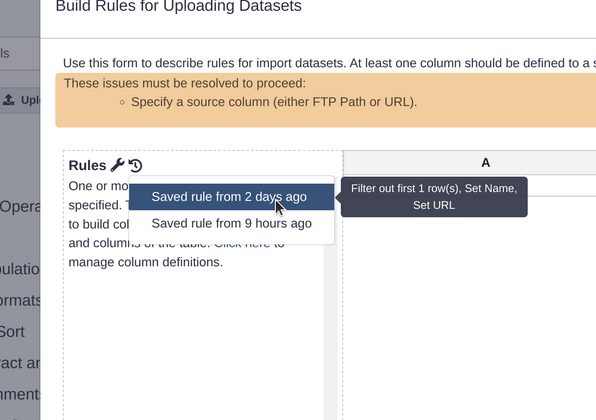 Build Rules for Uploading Datasets
ls
Use this form to describe rules for import datasets. At least one column should be defined to a s
These issues must be resolved to proceed:
Specify a source column (either FTP Path or URL).
Uplo
Rules
A
One or mo
Saved rule from 2 days ago
Filter out first 1 row(s), Set Name,
Set URL
specified. T
Opera
to build col
Saved rule from 9 hours ago
and columns of the table. Click here to
manage column definitions.
pulatio
ormats
Sort
ract an
nments